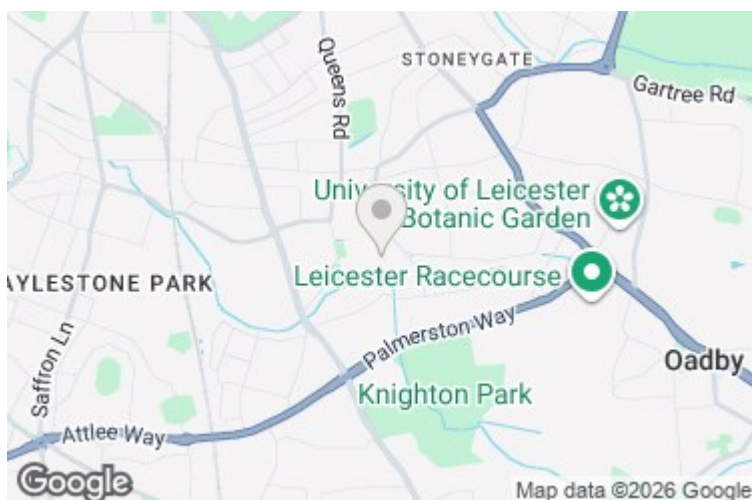 STONEYGATE
Queens Rd
Gartree Rd
University of Leicester
Botanic Garden
Leicester Racecourse
AYLESTONE PARK
Palmerston Way
Saffron Ln
Oadby
Knighton Park
Attlee Way
Google
Map data ©2026 Google